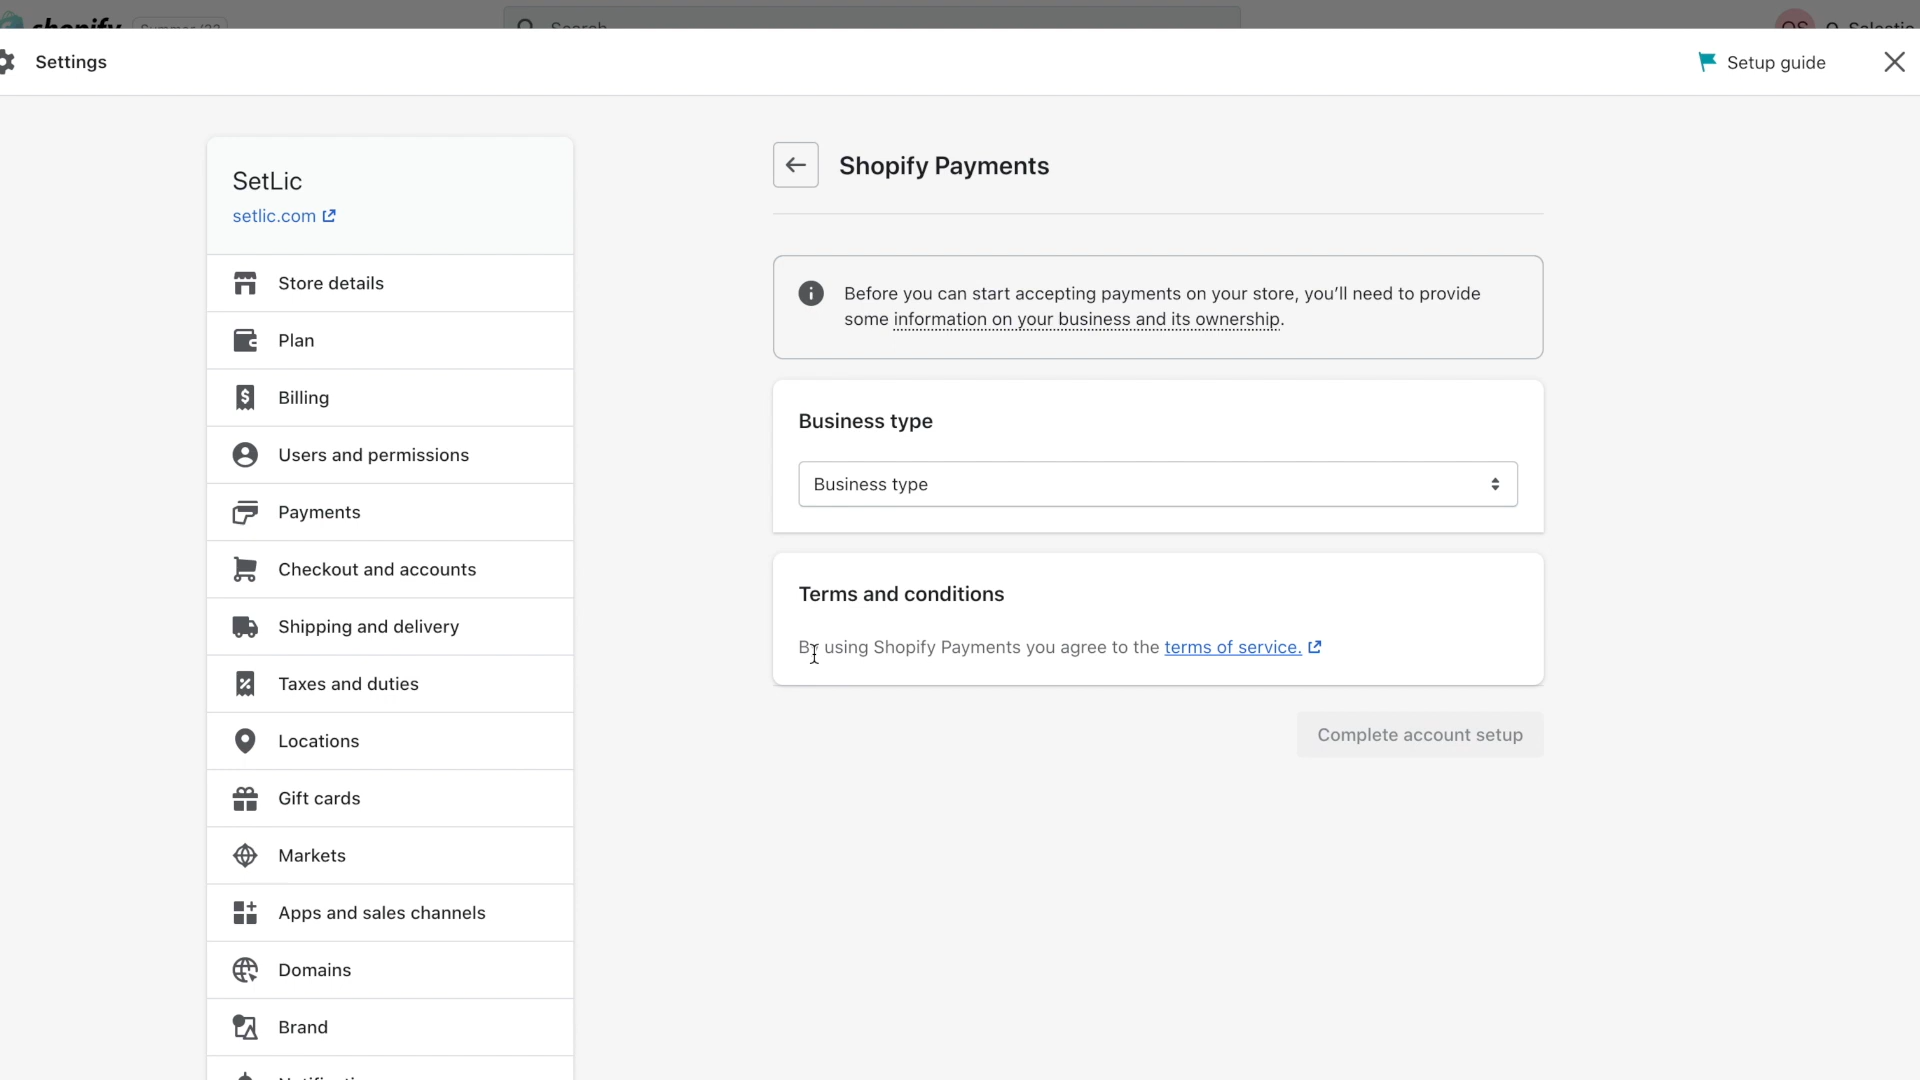 Search
Settings
Setup guide
SetLic
setlic.com
Store details
Plan
Billing
Users and permissions
Payments
Checkout and accounts
Shipping and delivery
Taxes and duties
Locations
Gift cards
Markets
Apps and sales channels
Domains
Brand
Shopify Payments
Before you can start accepting payments on your store, you’ll need to provide
some information on your business and its ownership.
Business type
Business type
Terms and conditions
By using Shopify Payments you agree to the terms of service.
Complete account setup